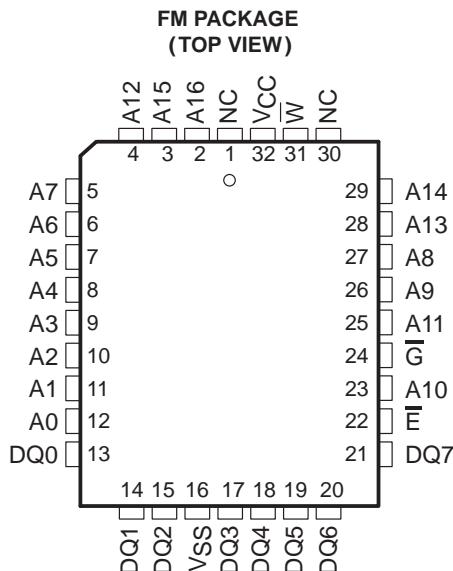 FM PACKAGE
(TOP VIEW)
A12 A15 A16 NC VCC W̅ NC
4 3 2 1 32 31 30
A7 5 29 A14
A6 6 28 A13
A5 7 27 A8
A4 8 26 A9
A3 9 25 A11
A2 10 24 G̅
A1 11 23 A10
A0 12 22 E̅
DQ0 13 21 DQ7
14 15 16 17 18 19 20
DQ1 DQ2 VSS DQ3 DQ4 DQ5 DQ6